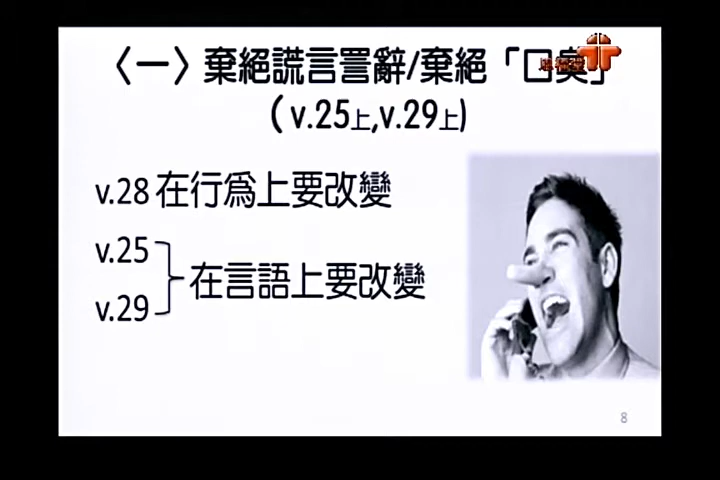 〈一〉棄絕謊言詈辭/棄絕「口臭」
(v.25上,v.29上)
v.28 在行為上要改變
v.25
v.29
在言語上要改變
8